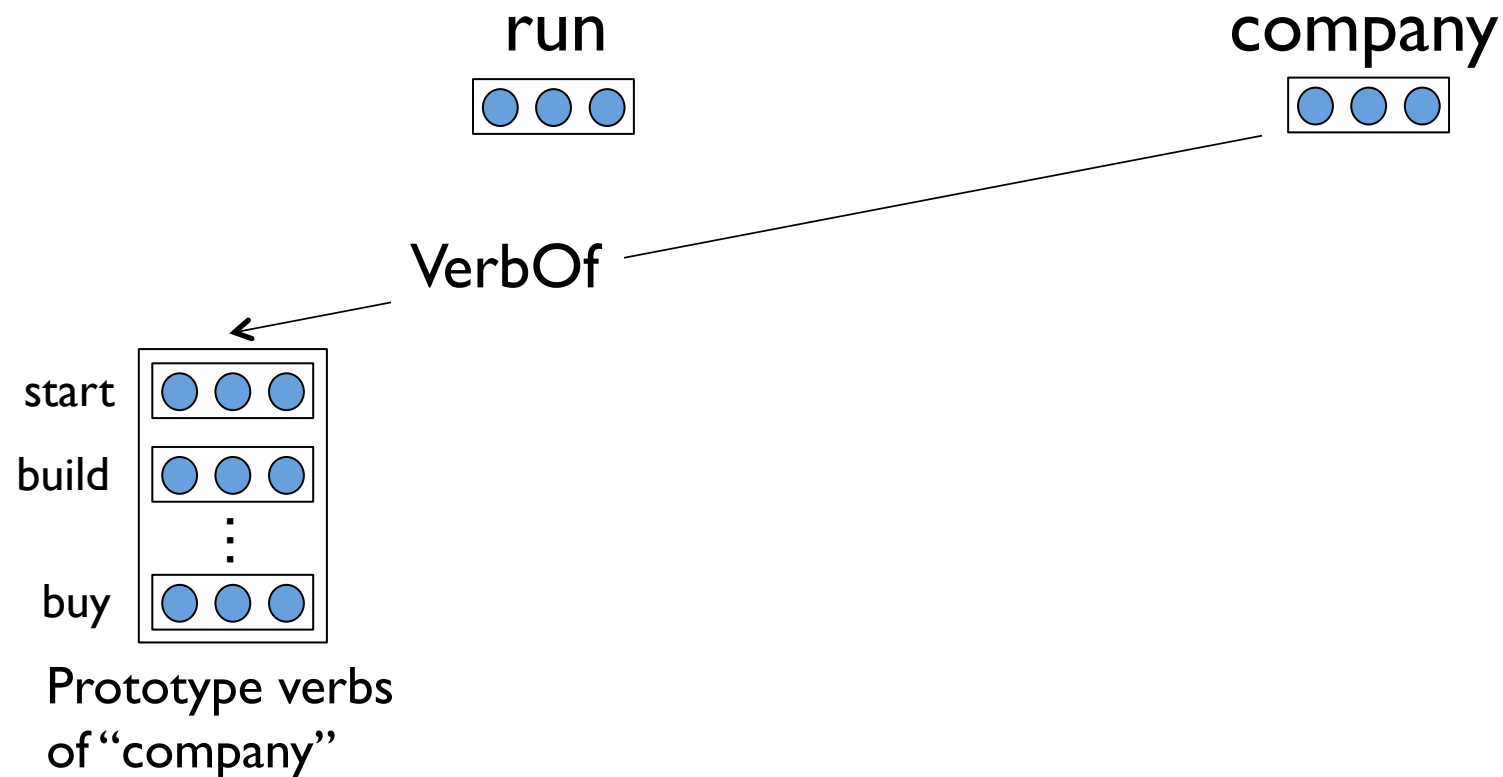 run
company
VerbOf
start
build
⋮
buy
Prototype verbs
of “company”